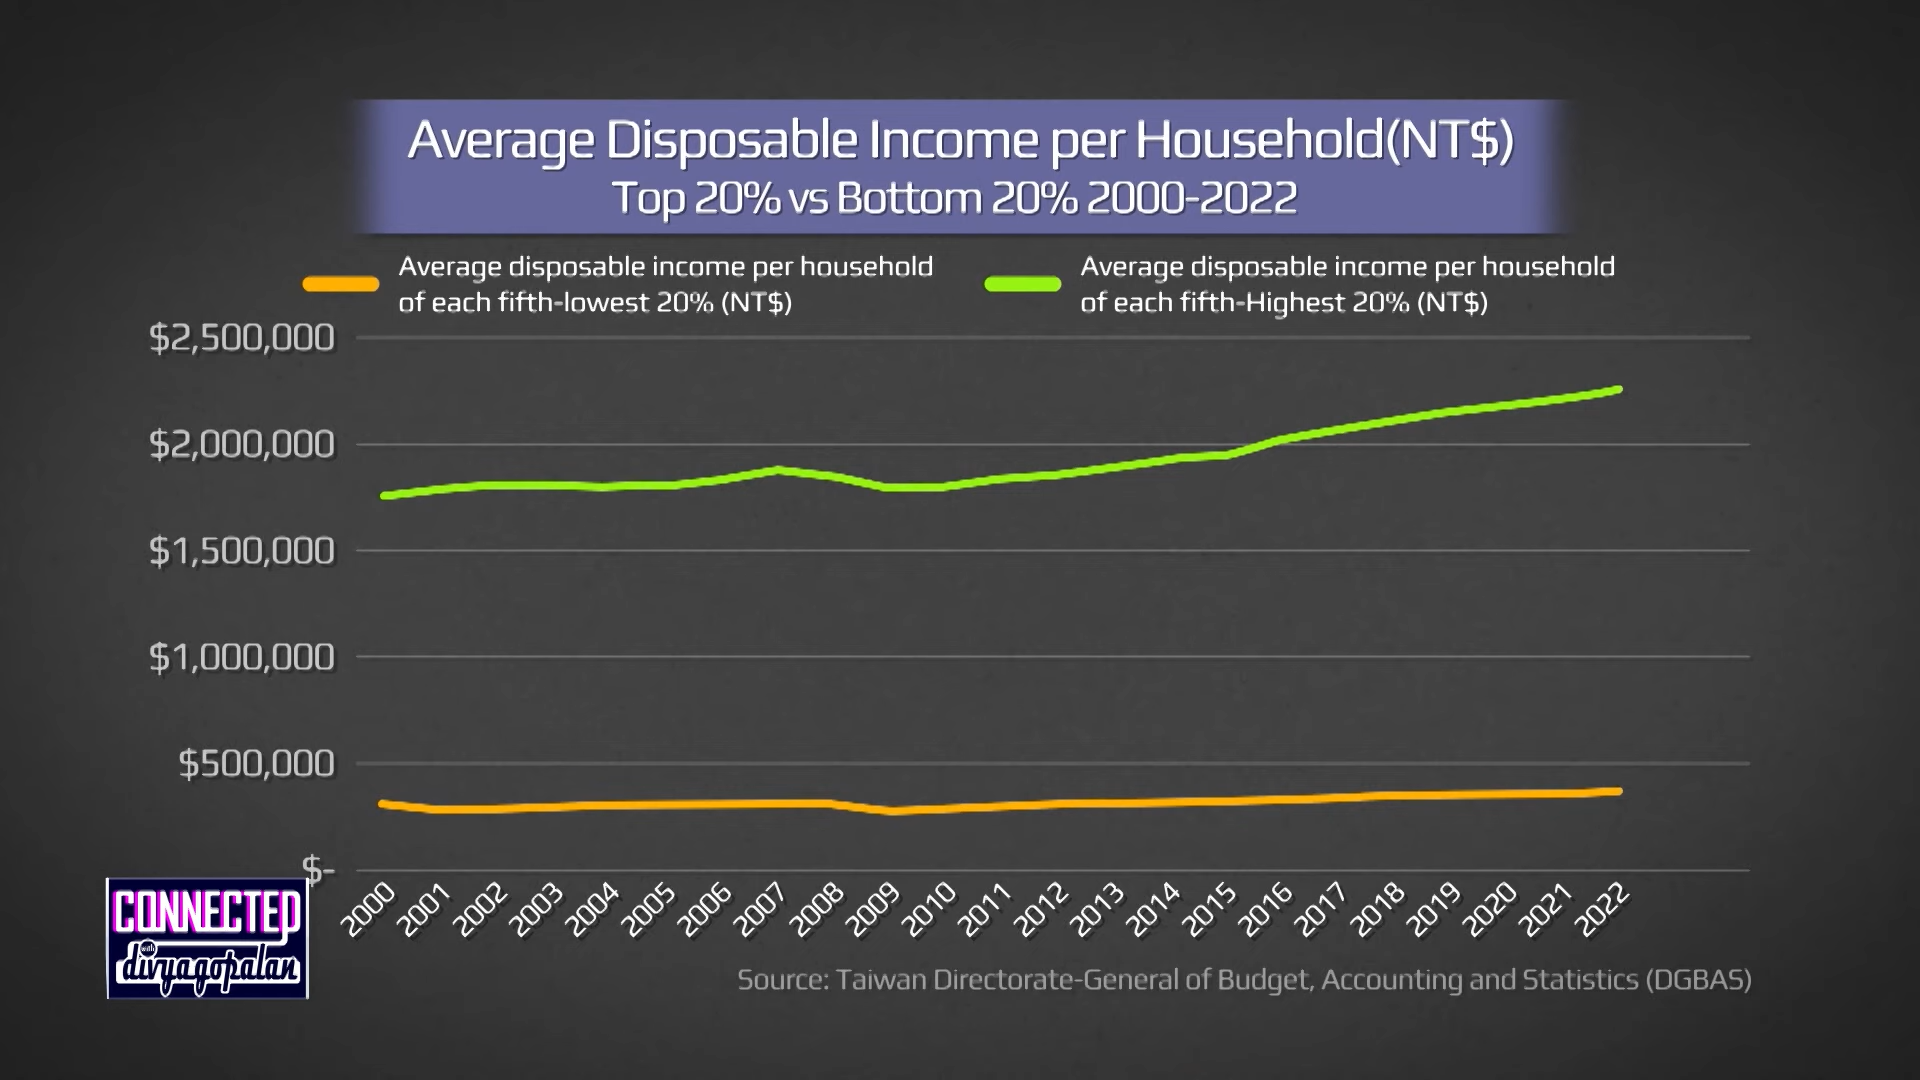 Average Disposable Income per Household(NT$)
Top 20% vs Bottom 20% 2000-2022
Average disposable income per household
of each fifth-lowest 20% (NT$)
Average disposable income per household
of each fifth-Highest 20% (NT$)
$2,500,000
$2,000,000
$1,500,000
$1,000,000
$500,000
$-
2000 2001 2002 2003 2004 2005 2006 2007 2008 2009 2010 2011 2012 2013 2014 2015 2016 2017 2018 2019 2020 2021 2022
CONNECTED
with
divyagopalan
Source: Taiwan Directorate-General of Budget, Accounting and Statistics (DGBAS)